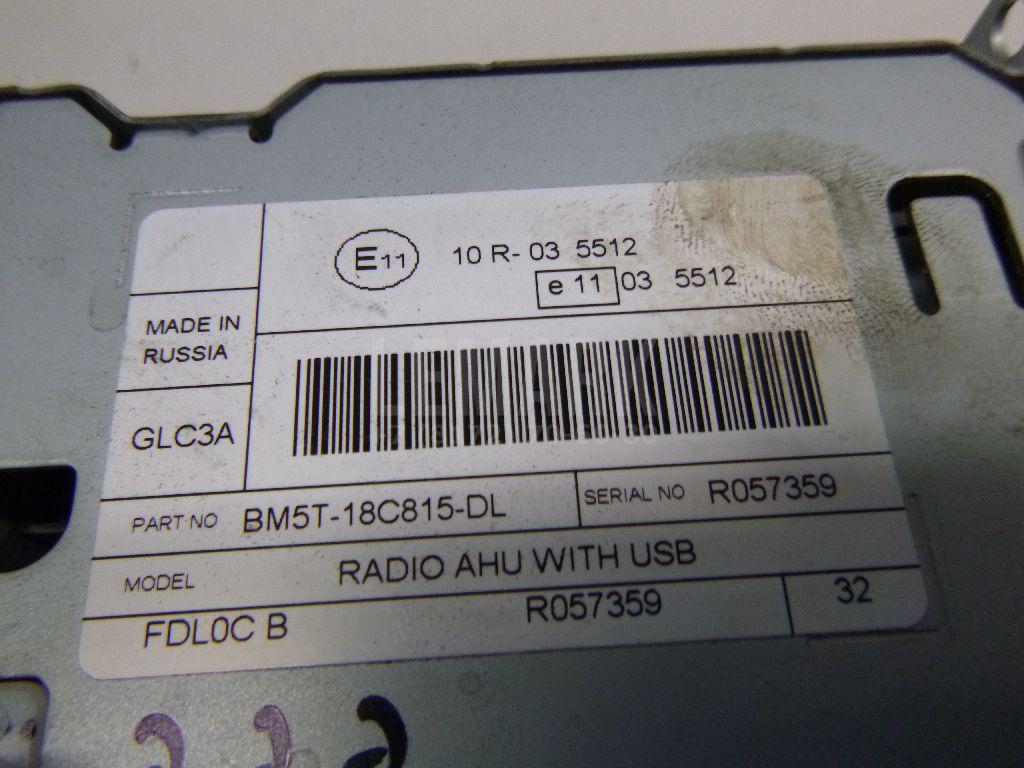 E11 10 R- 03 5512
e 11 03 5512
MADE IN
RUSSIA
GLC3A
PART NO BM5T-18C815-DL SERIAL NO R057359
MODEL RADIO AHU WITH USB
FDL0C B R057359 32